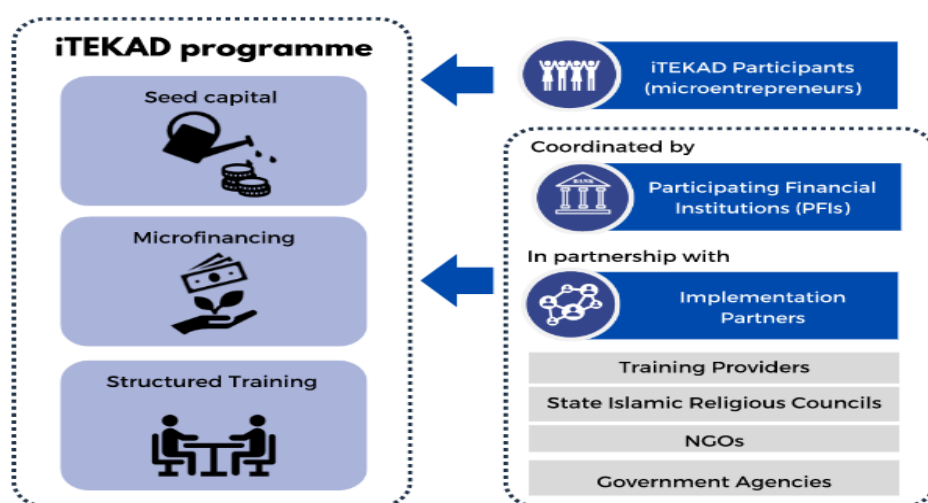 iTEKAD programme
Seed capital
Microfinancing
Structured Training
iTEKAD Participants
(microentrepreneurs)
Coordinated by
BANK
Participating Financial
Institutions (PFIs)
In partnership with
Implementation
Partners
Training Providers
State Islamic Religious Councils
NGOs
Government Agencies